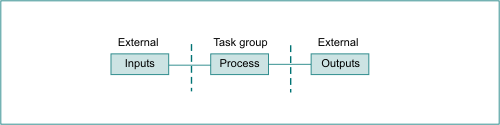 External Task group External
Inputs Process Outputs